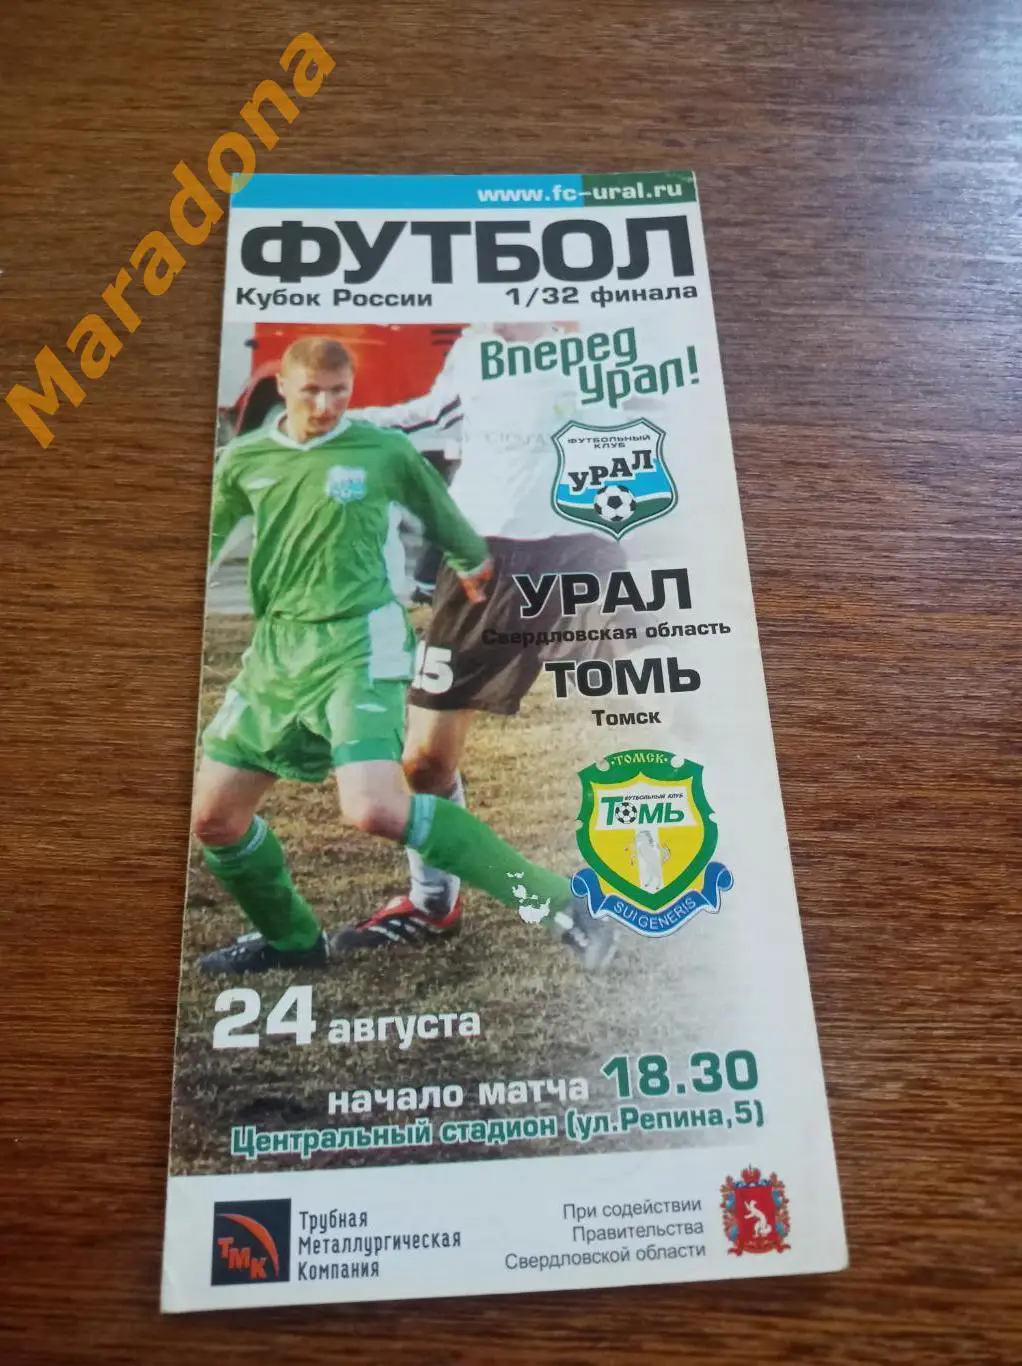 Maradona
www.fc-ural.ru
ФУТБОЛ
Кубок России 1/32 финала
Вперед
Урал!
ФУТБОЛЬНЫЙ
КЛУБ
УРАЛ
УРАЛ
Свердловская область
15
ТОМЬ
Томск
ТОМСК
ФУТБОЛЬНЫЙ КЛУБ
ТОМЬ
SUI GENERIS
24 августа
начало матча 18.30
Центральный стадион (ул.Репина,5)
ТМК
Трубная
Металлургическая
Компания
При содействии
Правительства
Свердловской области